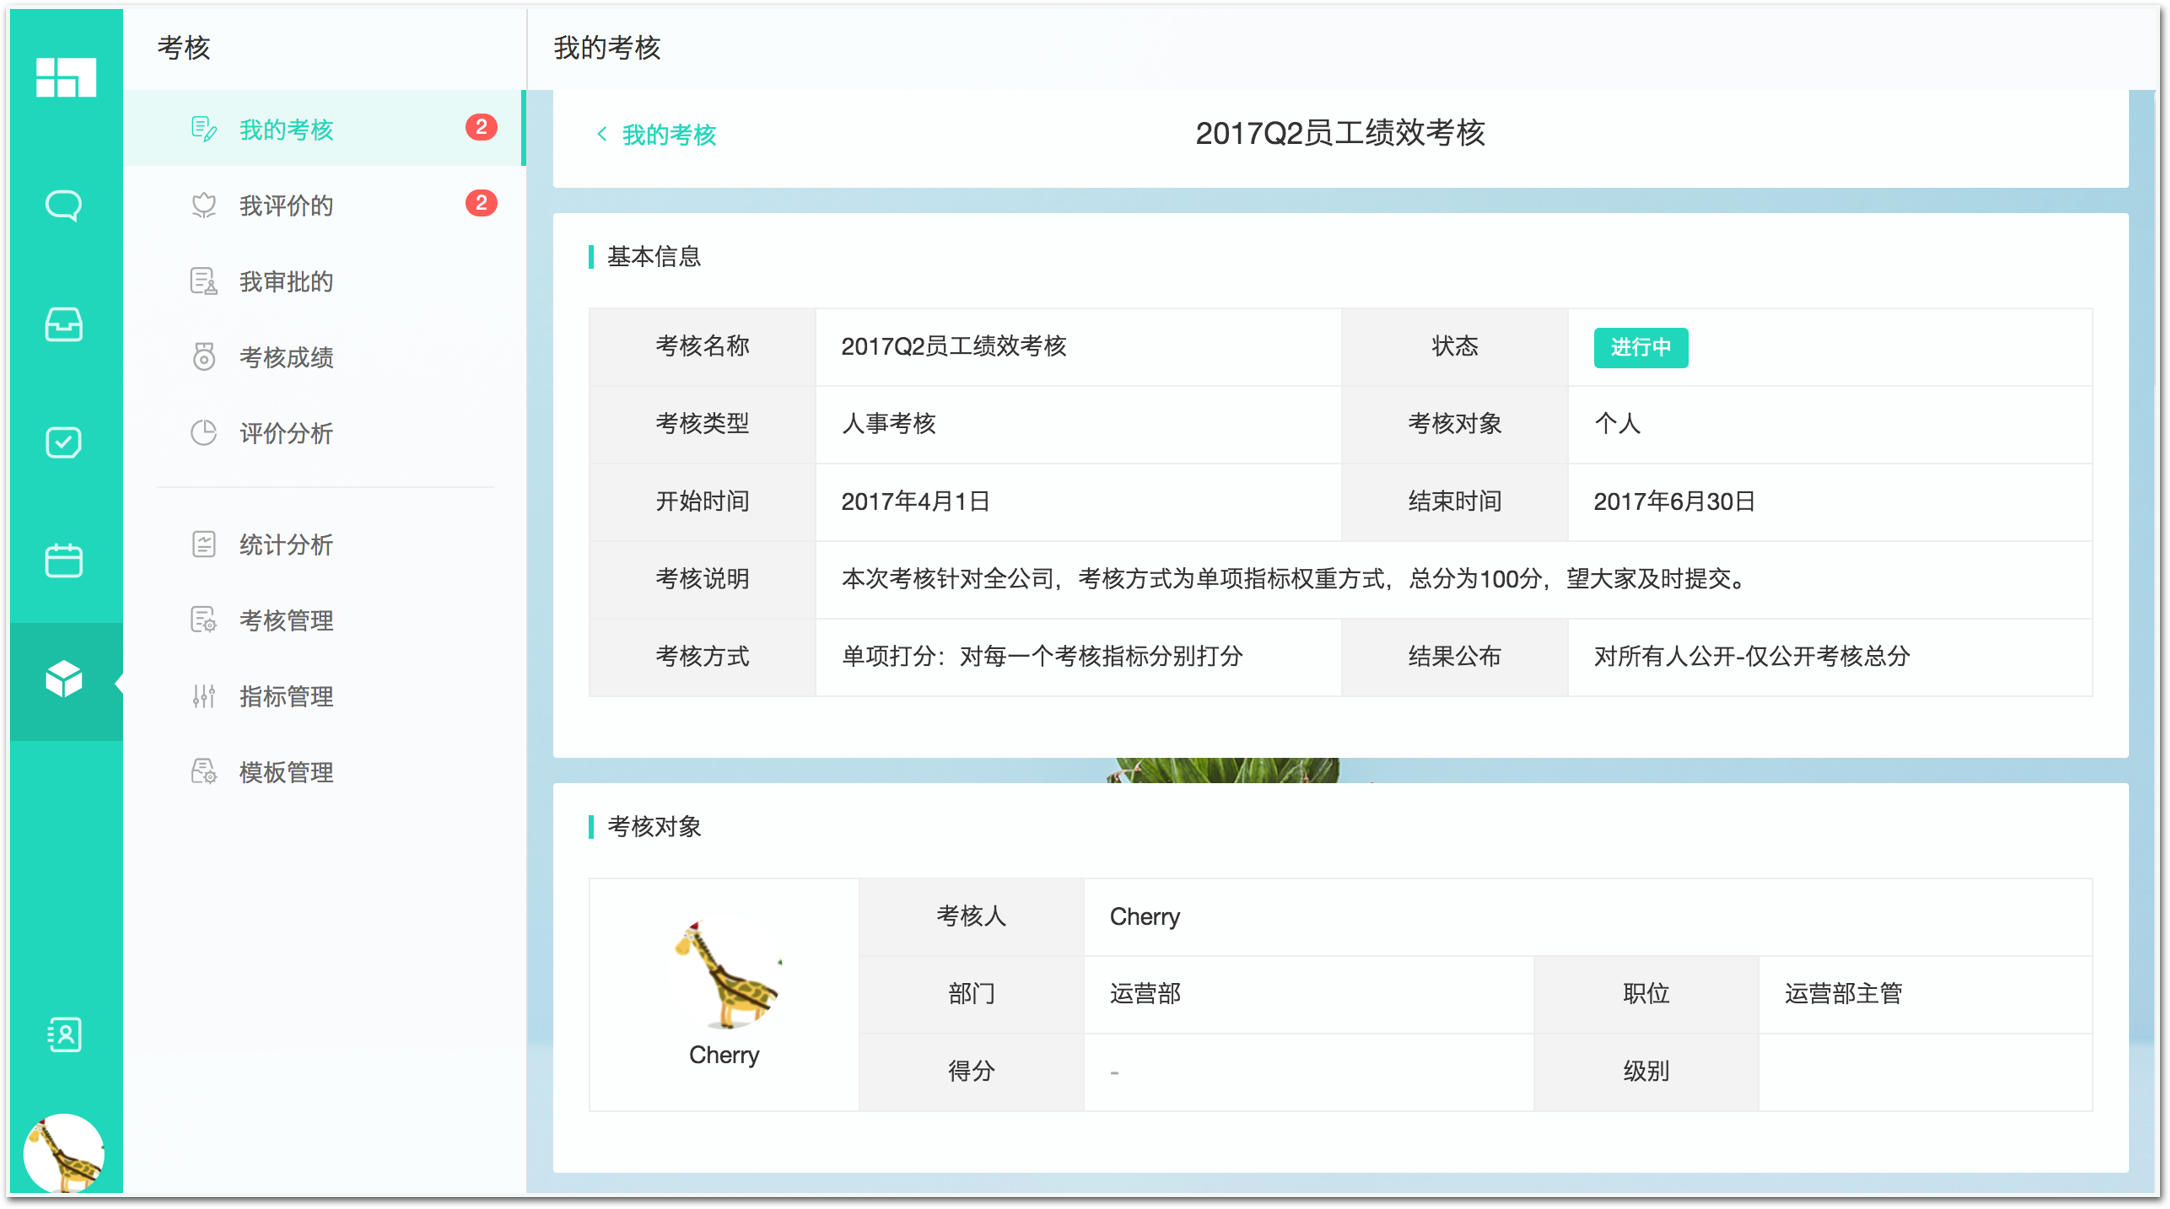 考核
我的考核
我的考核 2
我评价的 2
我审批的
考核成绩
评价分析
统计分析
考核管理
指标管理
模板管理
我的考核
2017Q2员工绩效考核
基本信息
考核名称 2017Q2员工绩效考核 状态 进行中
考核类型 人事考核 考核对象 个人
开始时间 2017年4月1日 结束时间 2017年6月30日
考核说明 本次考核针对全公司，考核方式为单项指标权重方式，总分为100分，望大家及时提交。
考核方式 单项打分：对每一个考核指标分别打分 结果公布 对所有人公开-仅公开考核总分
考核对象
Cherry
考核人 Cherry
部门 运营部 职位 运营部主管
得分 - 级别